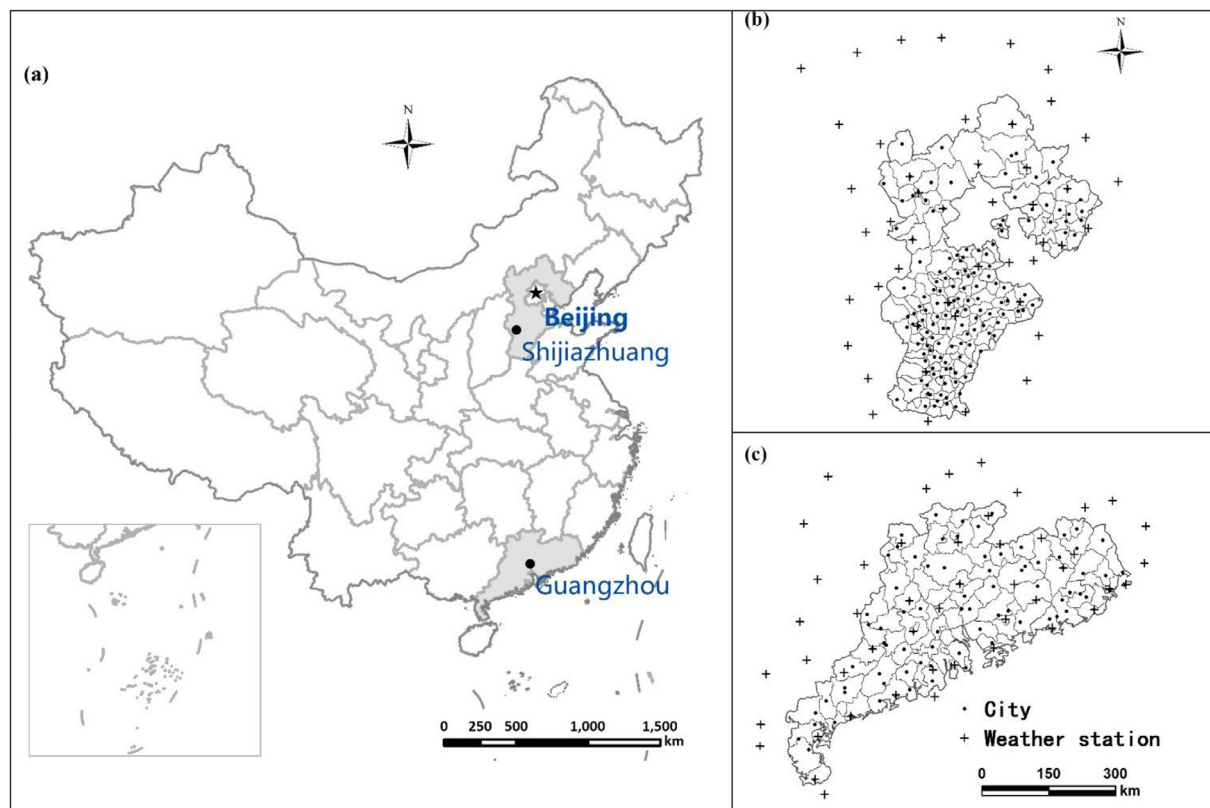 (a)
N
Beijing
Shijiazhuang
Guangzhou
0 250 500 1,000 1,500
km
(b)
N
(c)
City
Weather station
0 150 300
km